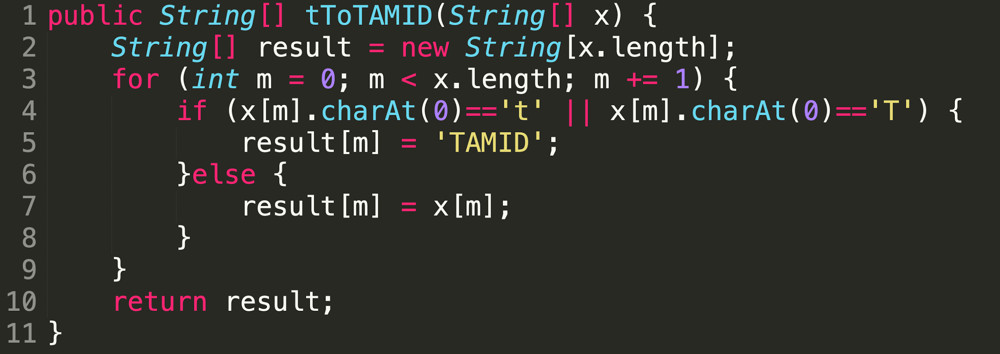 1 public String[] tToTAMID(String[] x) {
2     String[] result = new String[x.length];
3     for (int m = 0; m < x.length; m += 1) {
4         if (x[m].charAt(0)=='t' || x[m].charAt(0)=='T') {
5             result[m] = 'TAMID';
6         }else {
7             result[m] = x[m];
8         }
9     }
10     return result;
11 }